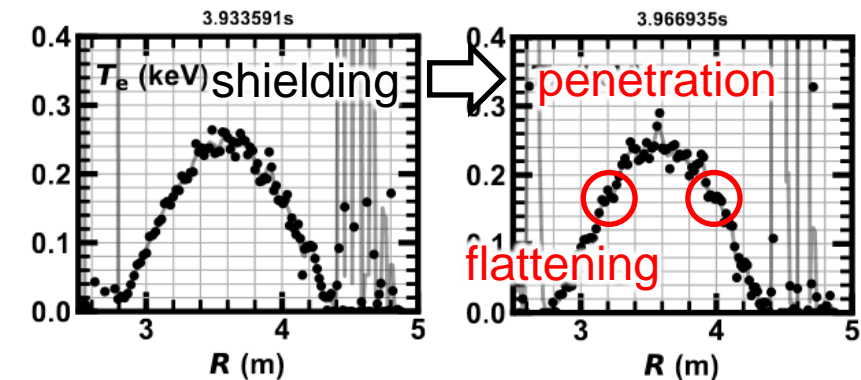 3.933591s
0.4
0.3
0.2
0.1
0.0
Te (keV)
shielding
3
4
5
R (m)
3.966935s
0.4
0.3
0.2
0.1
0.0
penetration
flattening
3
4
5
R (m)